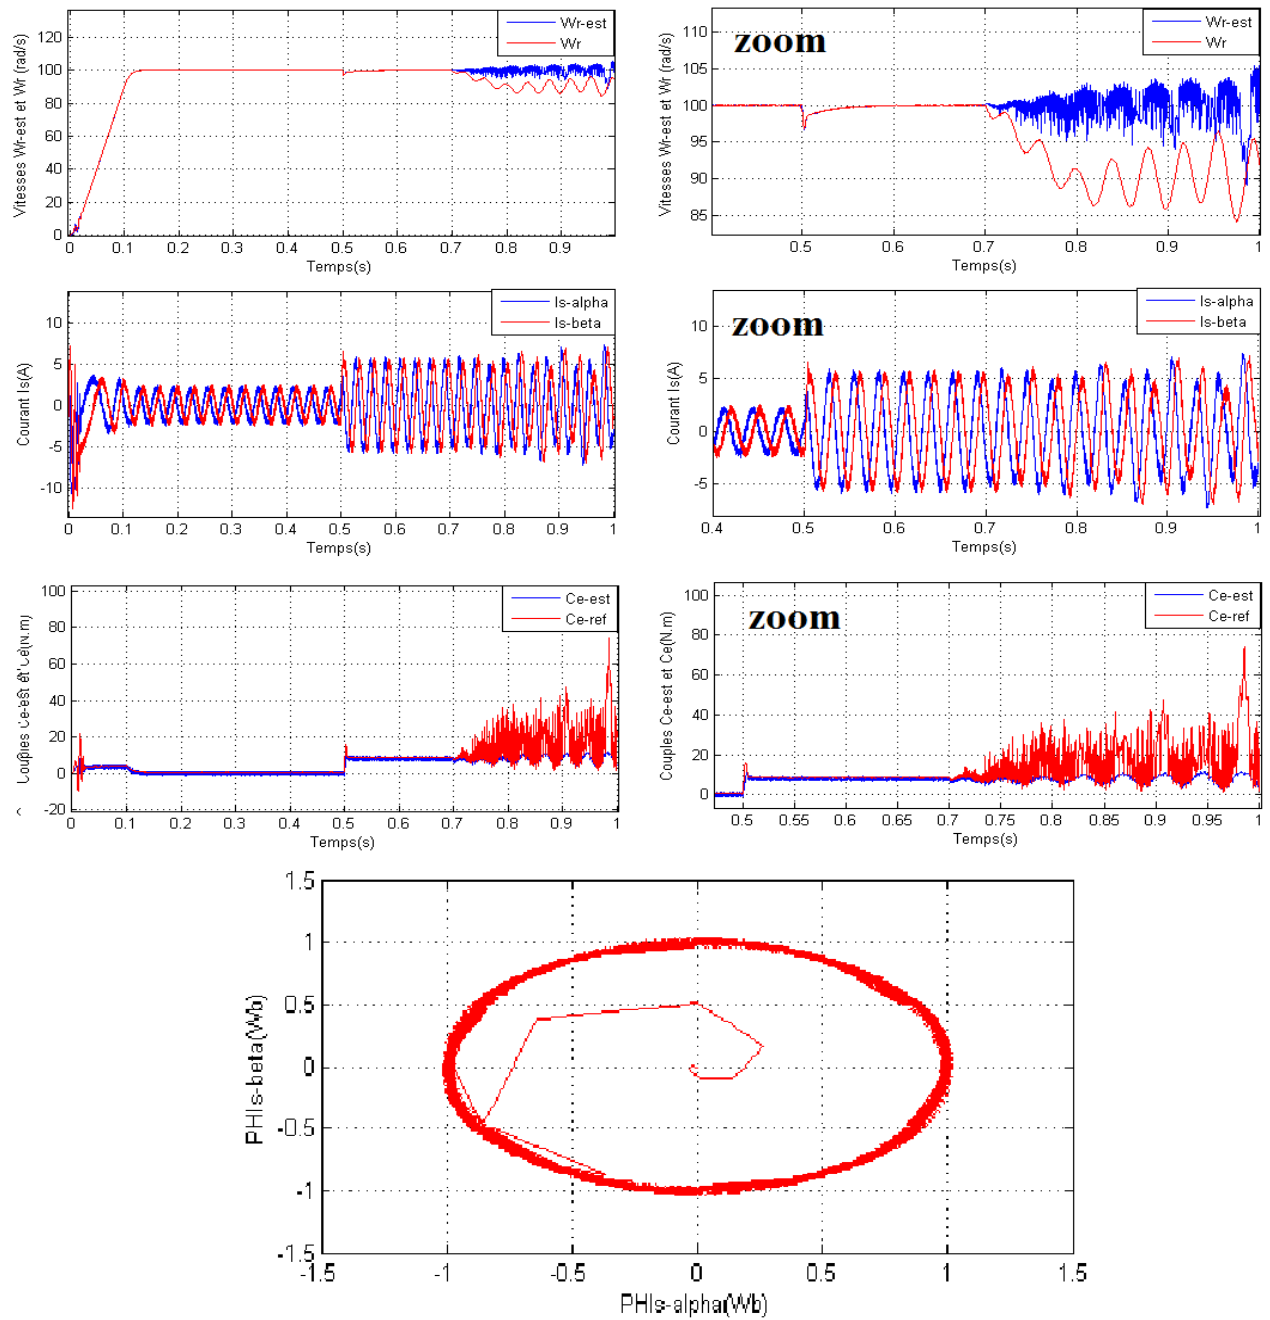 Vitesses Wr-est et Wr (rad/s)
120
100
80
60
40
20
0
Wr-est
Wr
0 0.1 0.2 0.3 0.4 0.5 0.6 0.7 0.8 0.9
Temps(s)
Vitesses Wr-est et Wr (rad/s)
110
105
100
95
90
85
zoom
Wr-est
Wr
0.5 0.6 0.7 0.8 0.9 1
Temps(s)
Courant Is(A)
10
5
0
-5
-10
Is-alpha
Is-beta
0 0.1 0.2 0.3 0.4 0.5 0.6 0.7 0.8 0.9 1
Temps(s)
Courant Is(A)
10
5
0
-5
zoom
Is-alpha
Is-beta
0.4 0.5 0.6 0.7 0.8 0.9 1
Temps(s)
Couples Ce-est et Ce(N.m)
100
80
60
40
20
0
-20
Ce-est
Ce-ref
0 0.1 0.2 0.3 0.4 0.5 0.6 0.7 0.8 0.9 1
Temps(s)
Couples Ce-est et Ce(N.m)
100
80
60
40
20
0
zoom
Ce-est
Ce-ref
0.5 0.55 0.6 0.65 0.7 0.75 0.8 0.85 0.9 0.95 1
Temps(s)
PHIs-beta(Wb)
1.5
1
0.5
0
-0.5
-1
-1.5
-1.5 -1 -0.5 0 0.5 1 1.5
PHIs-alpha(Wb)